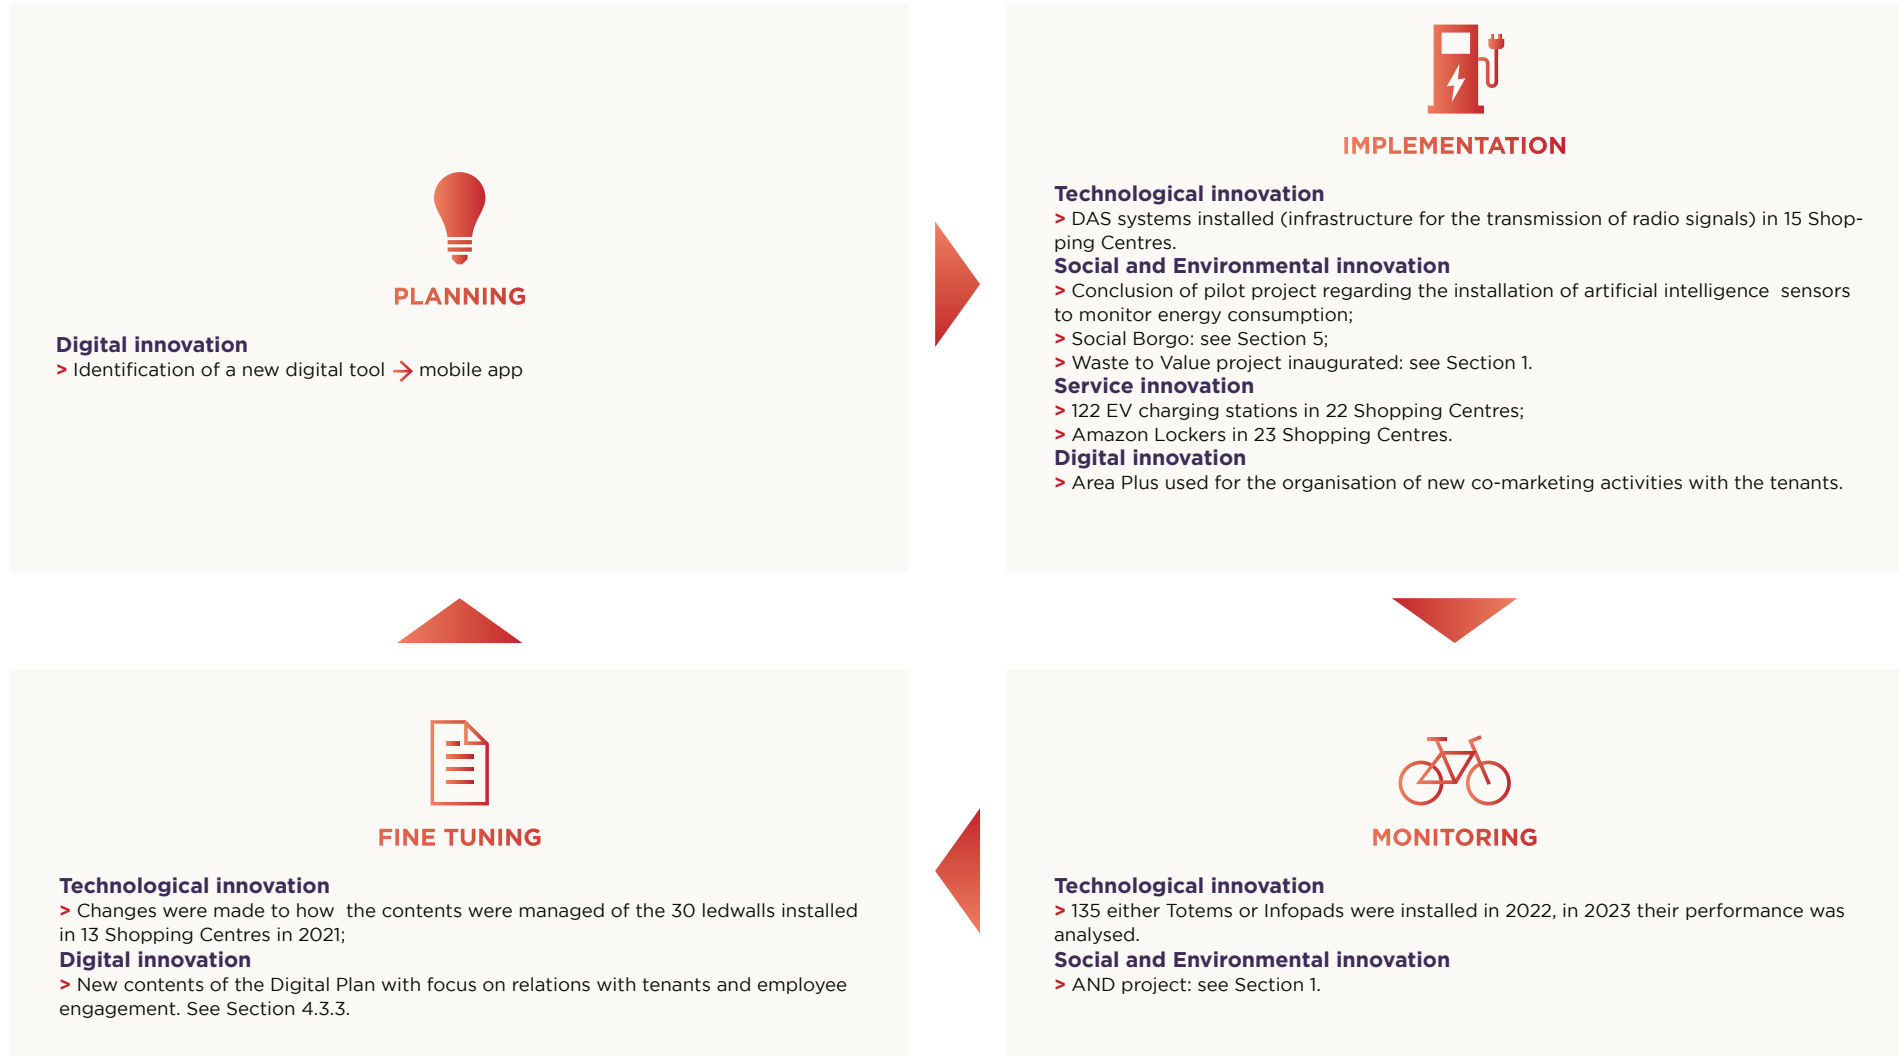 PLANNING
Digital innovation
> Identification of a new digital tool → mobile app
IMPLEMENTATION
Technological innovation
> DAS systems installed (infrastructure for the transmission of radio signals) in 15 Shop-
ping Centres.
Social and Environmental innovation
> Conclusion of pilot project regarding the installation of artificial intelligence  sensors
to monitor energy consumption;
> Social Borgo: see Section 5;
> Waste to Value project inaugurated: see Section 1.
Service innovation
> 122 EV charging stations in 22 Shopping Centres;
> Amazon Lockers in 23 Shopping Centres.
Digital innovation
> Area Plus used for the organisation of new co-marketing activities with the tenants.
FINE TUNING
Technological innovation
> Changes were made to how  the contents were managed of the 30 ledwalls installed
in 13 Shopping Centres in 2021;
Digital innovation
> New contents of the Digital Plan with focus on relations with tenants and employee
engagement. See Section 4.3.3.
MONITORING
Technological innovation
> 135 either Totems or Infopads were installed in 2022, in 2023 their performance was
analysed.
Social and Environmental innovation
> AND project: see Section 1.